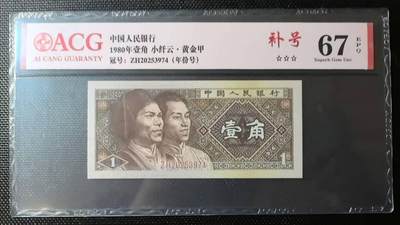 ACG
AI CANG GUARANTY
中国人民银行
1980年壹角 小纤云·黄金甲
冠号：ZH20253974（年份号）
补号
☆☆☆
67
EPQ
Superb Gem Unc
中国人民银行
壹角
1
1